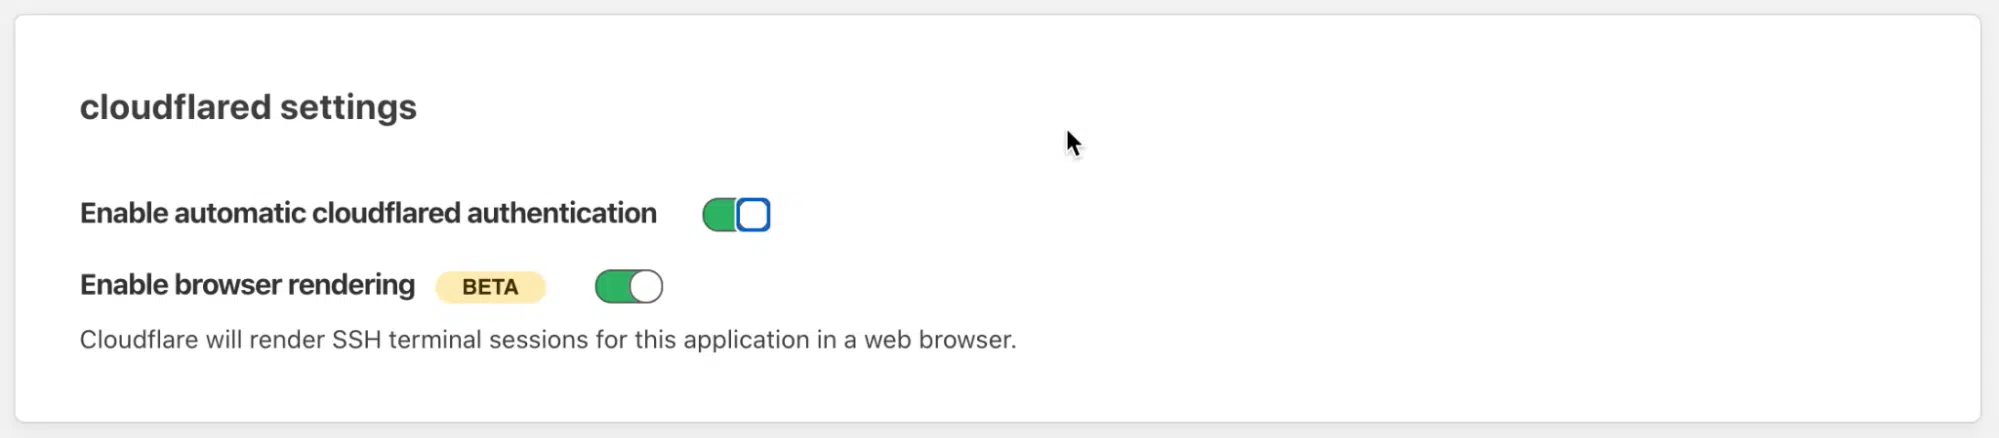 cloudflared settings
Enable automatic cloudflared authentication
Enable browser rendering BETA
Cloudflare will render SSH terminal sessions for this application in a web browser.